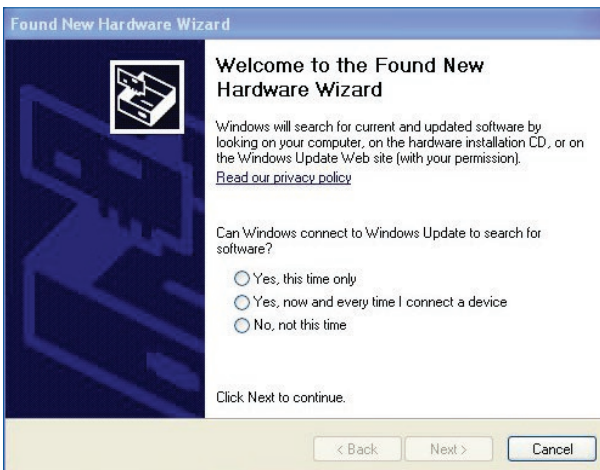 Found New Hardware Wizard
Welcome to the Found New
Hardware Wizard
Windows will search for current and updated software by
looking on your computer, on the hardware installation CD, or on
the Windows Update Web site (with your permission).
Read our privacy policy
Can Windows connect to Windows Update to search for
software?
Yes, this time only
Yes, now and every time I connect a device
No, not this time
Click Next to continue.
< Back Next > Cancel